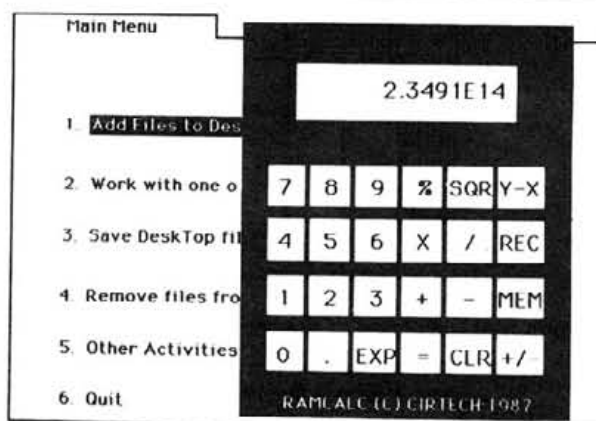 Main Menu
2.3491E14
1. Add Files to Des
2. Work with one o
3. Save DeskTop fil
4. Remove files fro
5. Other Activities
6. Quit
7 8 9 % SQR Y-X
4 5 6 X / REC
1 2 3 + - MEM
0 . EXP = CLR +/-
RAMCALC (C) CIRTECH 1987